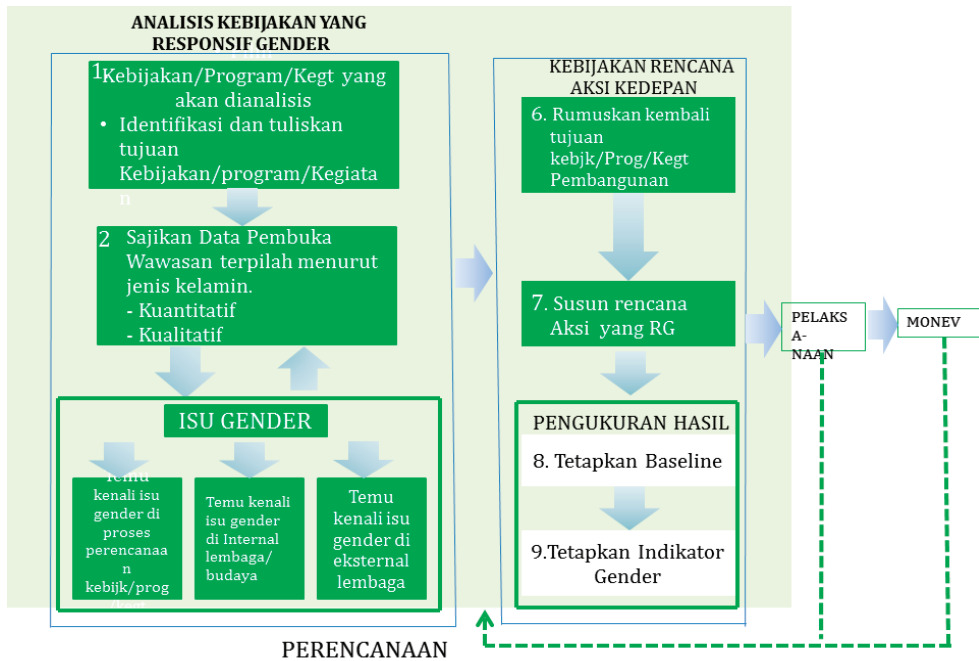 ANALISIS KEBIJAKAN YANG
RESPONSIF GENDER
1.
Kebijakan/Program/Kegt yang
akan dianalisis
• Identifikasi dan tuliskan
tujuan
Kebijakan/program/Kegiata
n
2 Sajikan Data Pembuka
Wawasan terpilah menurut
jenis kelamin.
- Kuantitatif
- Kualitatif
ISU GENDER
Temu
kenali isu
gender di
proses
perencanaa
n
kebijk/prog
/kegt
Temu kenali
isu gender
di Internal
lembaga/
budaya
Temu
kenali isu
gender di
eksternal
lembaga
KEBIJAKAN RENCANA
AKSI KEDEPAN
6. Rumuskan kembali
tujuan
kebjk/Prog/Kegt
Pembangunan
7. Susun rencana
Aksi yang RG
PENGUKURAN HASIL
8. Tetapkan Baseline
9.Tetapkan Indikator
Gender
PELAKS
A-
NAAN
MONEV
PERENCANAAN